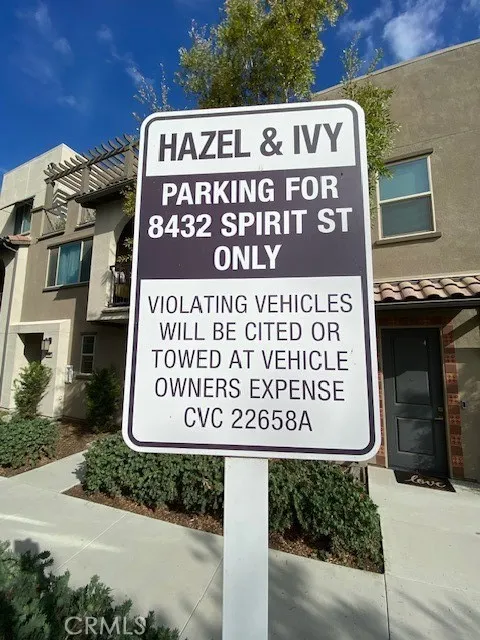 HAZEL & IVY
PARKING FOR
8432 SPIRIT ST
ONLY
VIOLATING VEHICLES
WILL BE CITED OR
TOWED AT VEHICLE
OWNERS EXPENSE
CVC 22658A
love
CRMLS